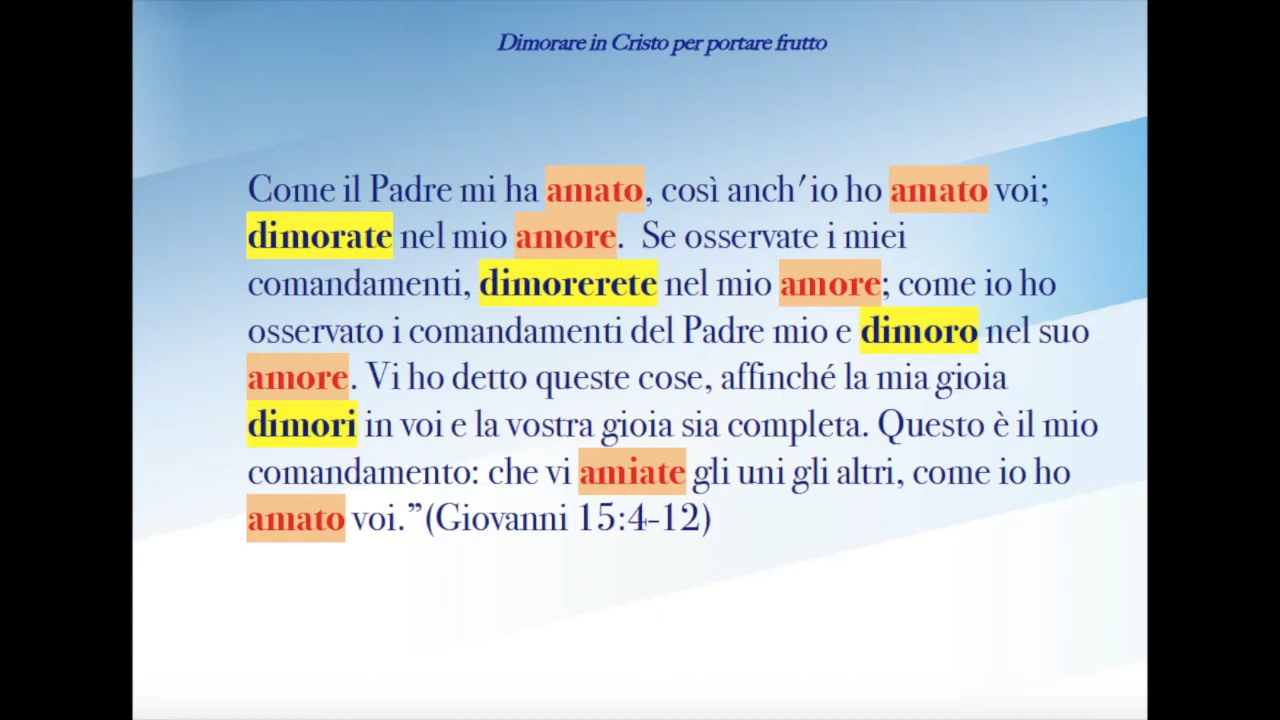 Dimorare in Cristo per portare frutto
Come il Padre mi ha amato, così anch'io ho amato voi;
dimorate nel mio amore. Se osservate i miei
comandamenti, dimorerete nel mio amore; come io ho
osservato i comandamenti del Padre mio e dimoro nel suo
amore. Vi ho detto queste cose, affinché la mia gioia
dimori in voi e la vostra gioia sia completa. Questo è il mio
comandamento: che vi amiate gli uni gli altri, come io ho
amato voi.”(Giovanni 15:4-12)